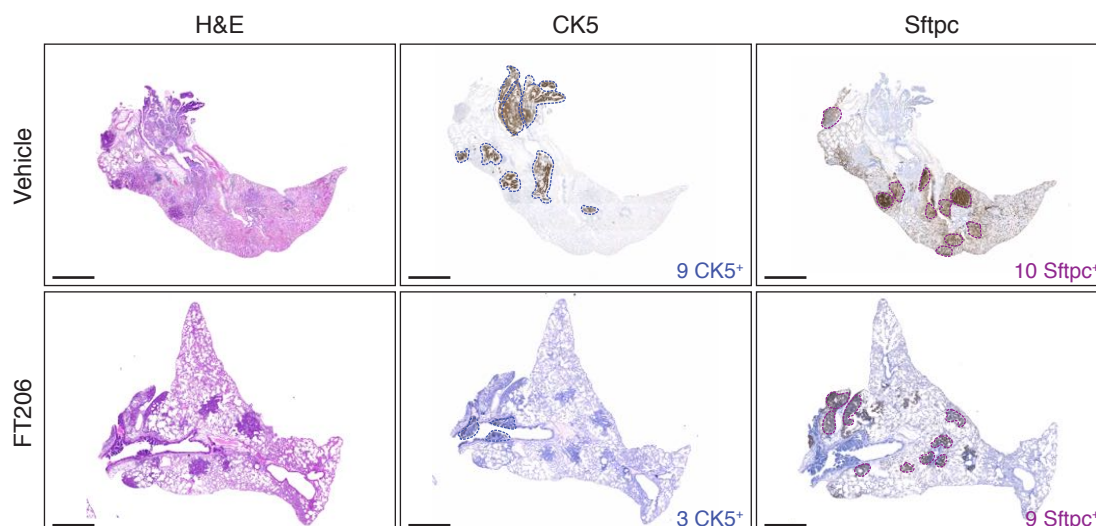 H&E
CK5
Sftpc
Vehicle
9 CK5⁺
10 Sftpc⁺
FT206
3 CK5⁺
9 Sftpc⁺